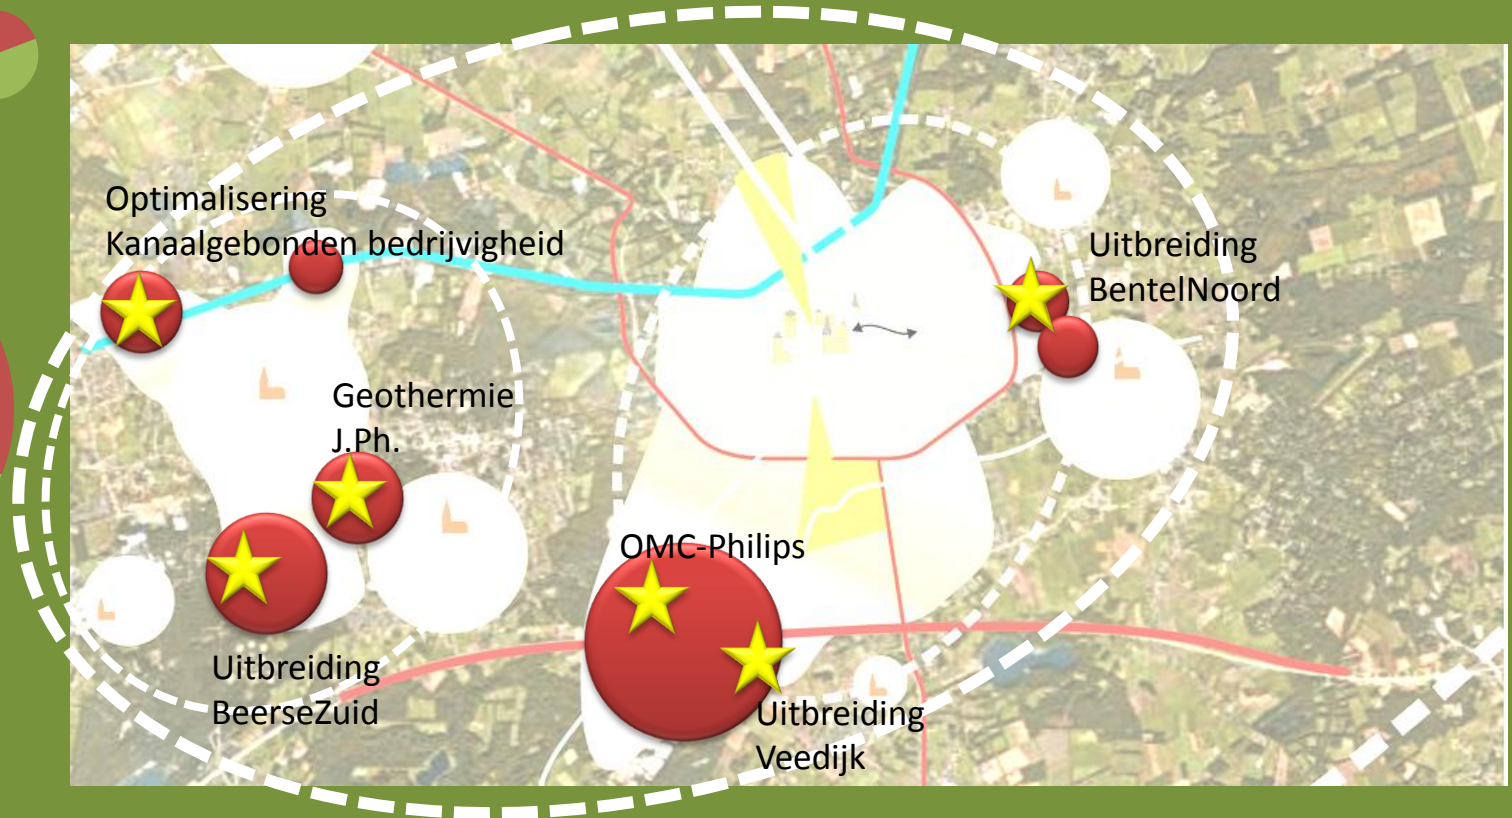 Optimalisering
Kanaalgebonden bedrijvigheid
Uitbreiding
BentelNoord
Geothermie
J.Ph.
OMC-Philips
Uitbreiding
BeerseZuid
Uitbreiding
Veedijk